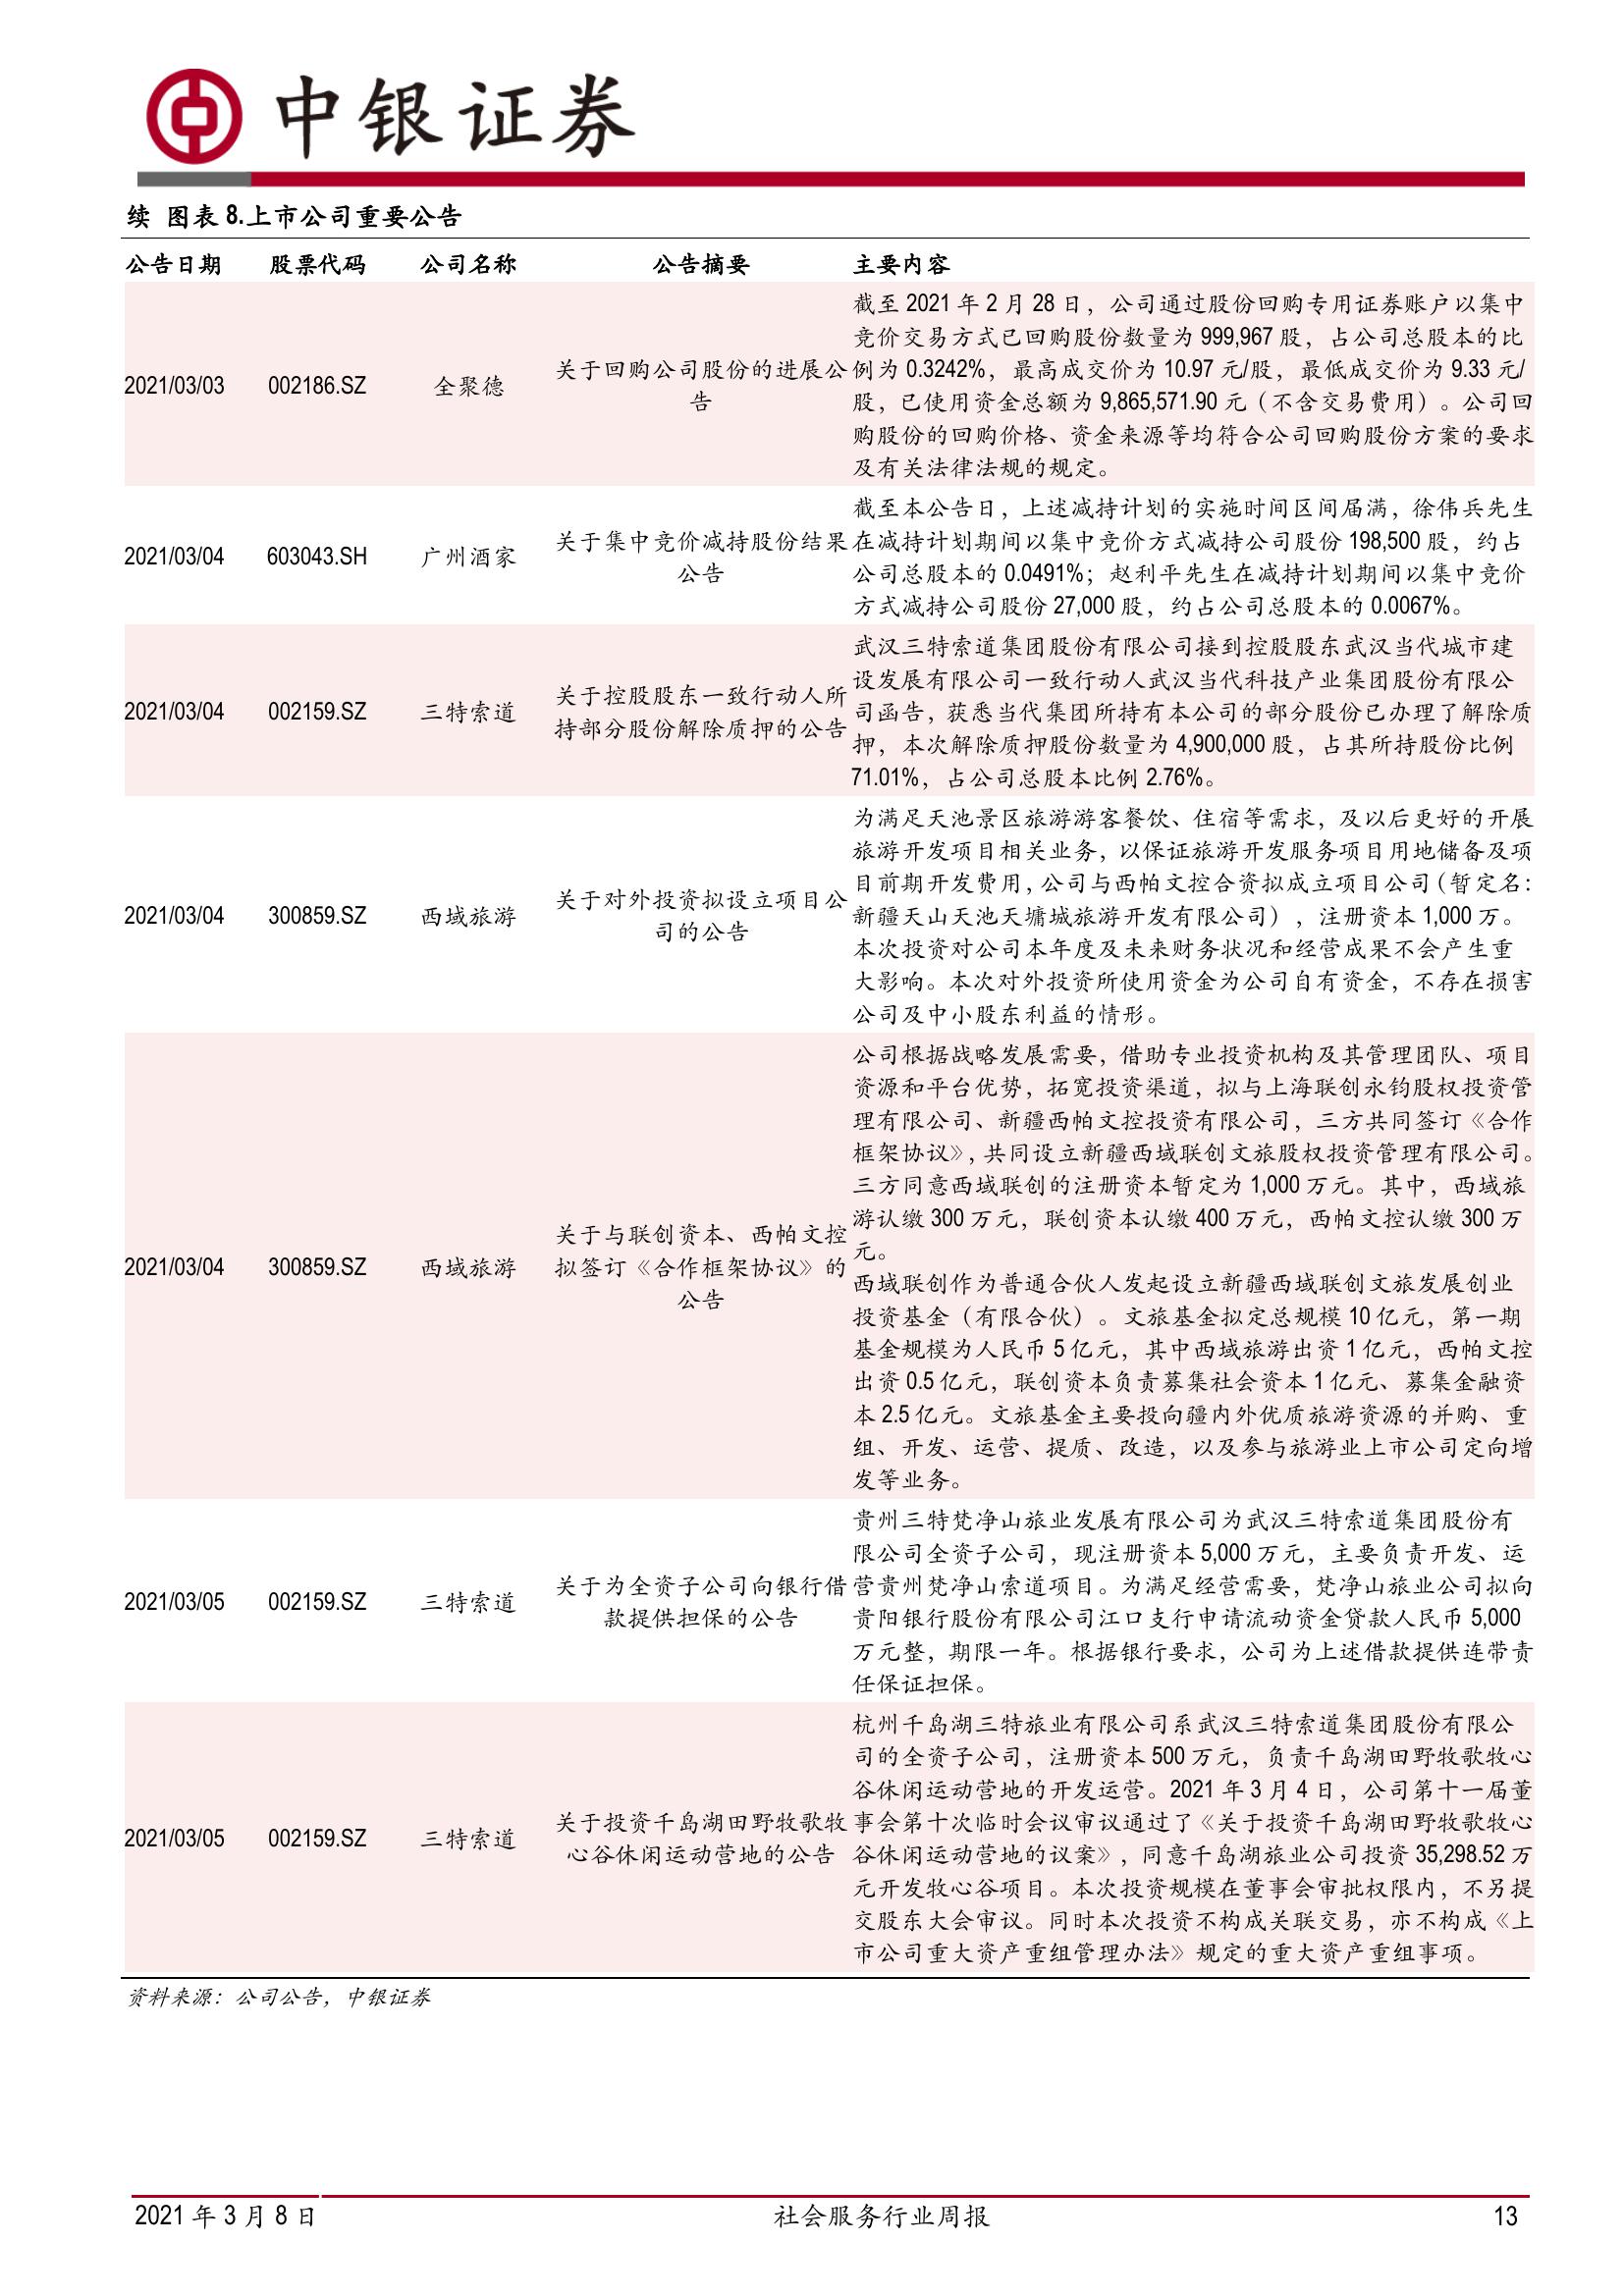 中银证券
续 图表 8.上市公司重要公告
公告日期 股票代码 公司名称 公告摘要 主要内容
2021/03/03 002186.SZ 全聚德
关于回购公司股份的进展公
告
截至 2021 年 2 月 28 日，公司通过股份回购专用证券账户以集中
竞价交易方式已回购股份数量为 999,967 股，占公司总股本的比
例为 0.3242%，最高成交价为 10.97 元/股，最低成交价为 9.33 元/
股，已使用资金总额为 9,865,571.90 元（不含交易费用）。公司回
购股份的回购价格、资金来源等均符合公司回购股份方案的要求
及有关法律法规的规定。
2021/03/04 603043.SH 广州酒家
关于集中竞价减持股份结果
公告
截至本公告日，上述减持计划的实施时间区间届满，徐伟兵先生
在减持计划期间以集中竞价方式减持公司股份 198,500 股，约占
公司总股本的 0.0491%；赵利平先生在减持计划期间以集中竞价
方式减持公司股份 27,000 股，约占公司总股本的 0.0067%。
2021/03/04 002159.SZ 三特索道
关于控股股东一致行动人所
持部分股份解除质押的公告
武汉三特索道集团股份有限公司接到控股股东武汉当代城市建
设发展有限公司一致行动人武汉当代科技产业集团股份有限公
司函告，获悉当代集团所持有本公司的部分股份已办理了解除质
押，本次解除质押股份数量为 4,900,000 股，占其所持股份比例
71.01%，占公司总股本比例 2.76%。
2021/03/04 300859.SZ 西域旅游
关于对外投资拟设立项目公
司的公告
为满足天池景区旅游游客餐饮、住宿等需求，及以后更好的开展
旅游开发项目相关业务，以保证旅游开发服务项目用地储备及项
目前期开发费用，公司与西帕文控合资拟成立项目公司（暂定名：
新疆天山天池天墉城旅游开发有限公司），注册资本 1,000 万。
本次投资对公司本年度及未来财务状况和经营成果不会产生重
大影响。本次对外投资所使用资金为公司自有资金，不存在损害
公司及中小股东利益的情形。
2021/03/04 300859.SZ 西域旅游
关于与联创资本、西帕文控
拟签订《合作框架协议》的
公告
公司根据战略发展需要，借助专业投资机构及其管理团队、项目
资源和平台优势，拓宽投资渠道，拟与上海联创永钧股权投资管
理有限公司、新疆西帕文控投资有限公司，三方共同签订《合作
框架协议》，共同设立新疆西域联创文旅股权投资管理有限公司。
三方同意西域联创的注册资本暂定为 1,000 万元。其中，西域旅
游认缴 300 万元，联创资本认缴 400 万元，西帕文控认缴 300 万
元。
西域联创作为普通合伙人发起设立新疆西域联创文旅发展创业
投资基金（有限合伙）。文旅基金拟定总规模 10 亿元，第一期
基金规模为人民币 5 亿元，其中西域旅游出资 1 亿元，西帕文控
出资 0.5 亿元，联创资本负责募集社会资本 1 亿元、募集金融资
本 2.5 亿元。文旅基金主要投向疆内外优质旅游资源的并购、重
组、开发、运营、提质、改造，以及参与旅游业上市公司定向增
发等业务。
2021/03/05 002159.SZ 三特索道
关于为全资子公司向银行借
款提供担保的公告
贵州三特梵净山旅业发展有限公司为武汉三特索道集团股份有
限公司全资子公司，现注册资本 5,000 万元，主要负责开发、运
营贵州梵净山索道项目。为满足经营需要，梵净山旅业公司拟向
贵阳银行股份有限公司江口支行申请流动资金贷款人民币 5,000
万元整，期限一年。根据银行要求，公司为上述借款提供连带责
任保证担保。
2021/03/05 002159.SZ 三特索道
关于投资千岛湖田野牧歌牧
心谷休闲运动营地的公告
杭州千岛湖三特旅业有限公司系武汉三特索道集团股份有限公
司的全资子公司，注册资本 500 万元，负责千岛湖田野牧歌牧心
谷休闲运动营地的开发运营。2021 年 3 月 4 日，公司第十一届董
事会第十次临时会议审议通过了《关于投资千岛湖田野牧歌牧心
谷休闲运动营地的议案》，同意千岛湖旅业公司投资 35,298.52 万
元开发牧心谷项目。本次投资规模在董事会审批权限内，不另提
交股东大会审议。同时本次投资不构成关联交易，亦不构成《上
市公司重大资产重组管理办法》规定的重大资产重组事项。
资料来源：公司公告，中银证券
2021 年 3 月 8 日 社会服务行业周报 13